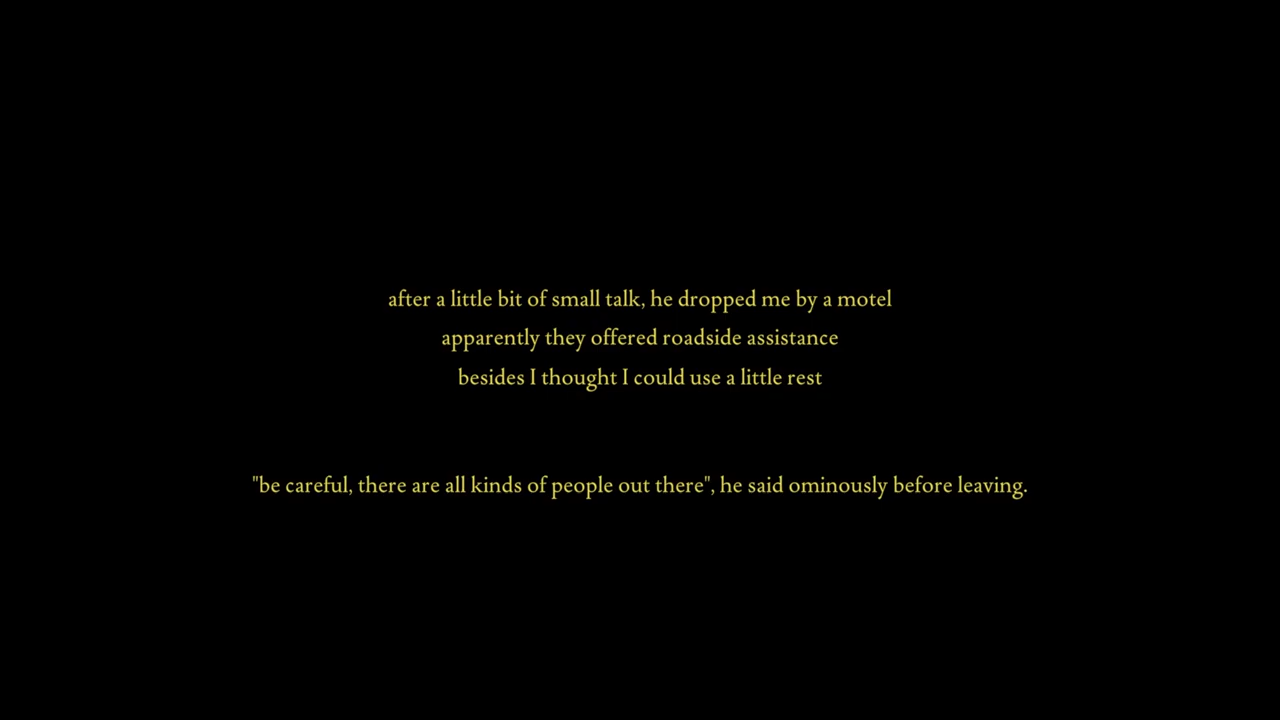 after a little bit of small talk, he dropped me by a motel
apparently they offered roadside assistance
besides I thought I could use a little rest
"be careful, there are all kinds of people out there", he said ominously before leaving.